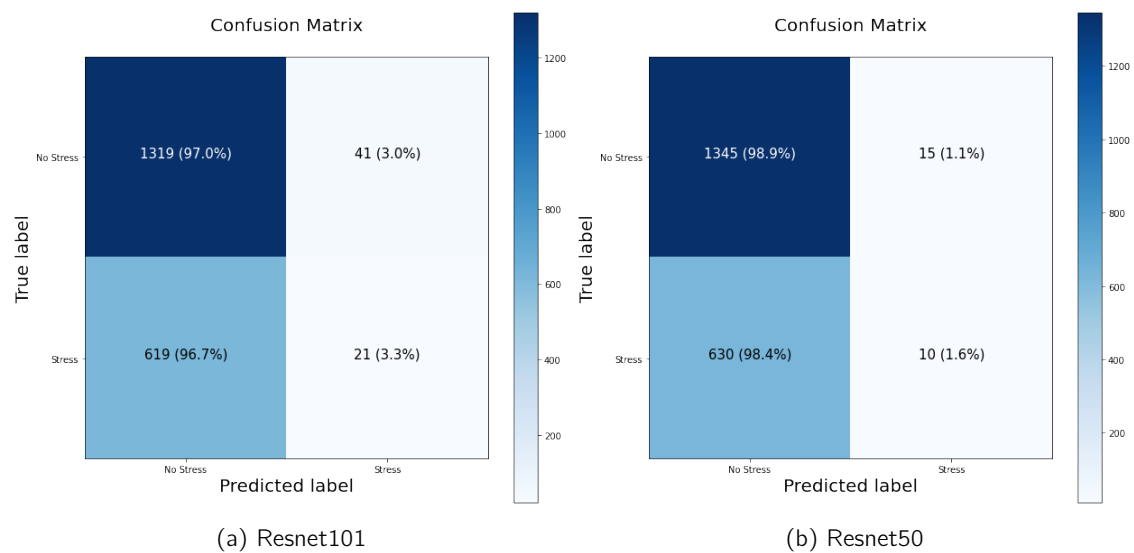 Confusion Matrix
1200
1000
800
600
400
200
No Stress
Stress
True label
1319 (97.0%)
41 (3.0%)
619 (96.7%)
21 (3.3%)
No Stress
Stress
Predicted label
(a) Resnet101
Confusion Matrix
1200
1000
800
600
400
200
No Stress
Stress
True label
1345 (98.9%)
15 (1.1%)
630 (98.4%)
10 (1.6%)
No Stress
Stress
Predicted label
(b) Resnet50